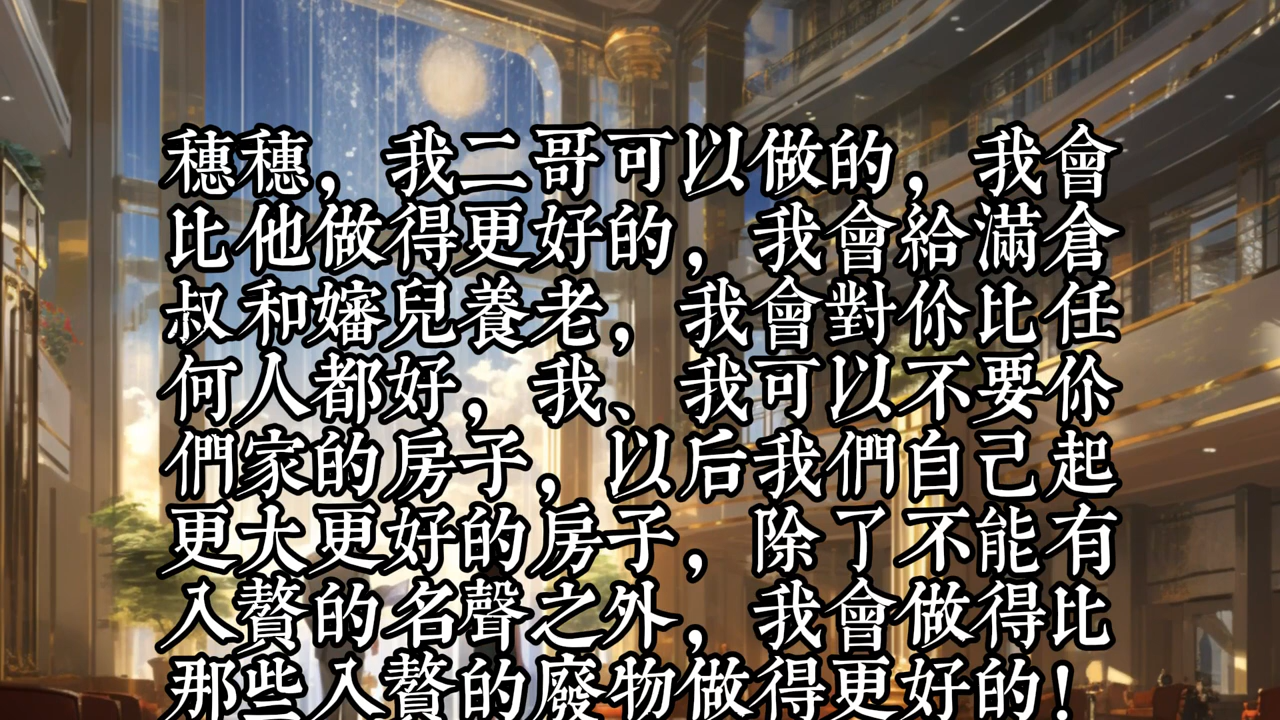 穗穗，我二哥可以做的，我會
比他做得更好的，我會給滿倉
叔和嬸兒養老，我會對你比任
何人都好，我、我可以不要你
們家的房子，以后我們自己起
更大更好的房子，除了不能有
入贅的名聲之外，我會做得比
那些入贅的廢物做得更好的！